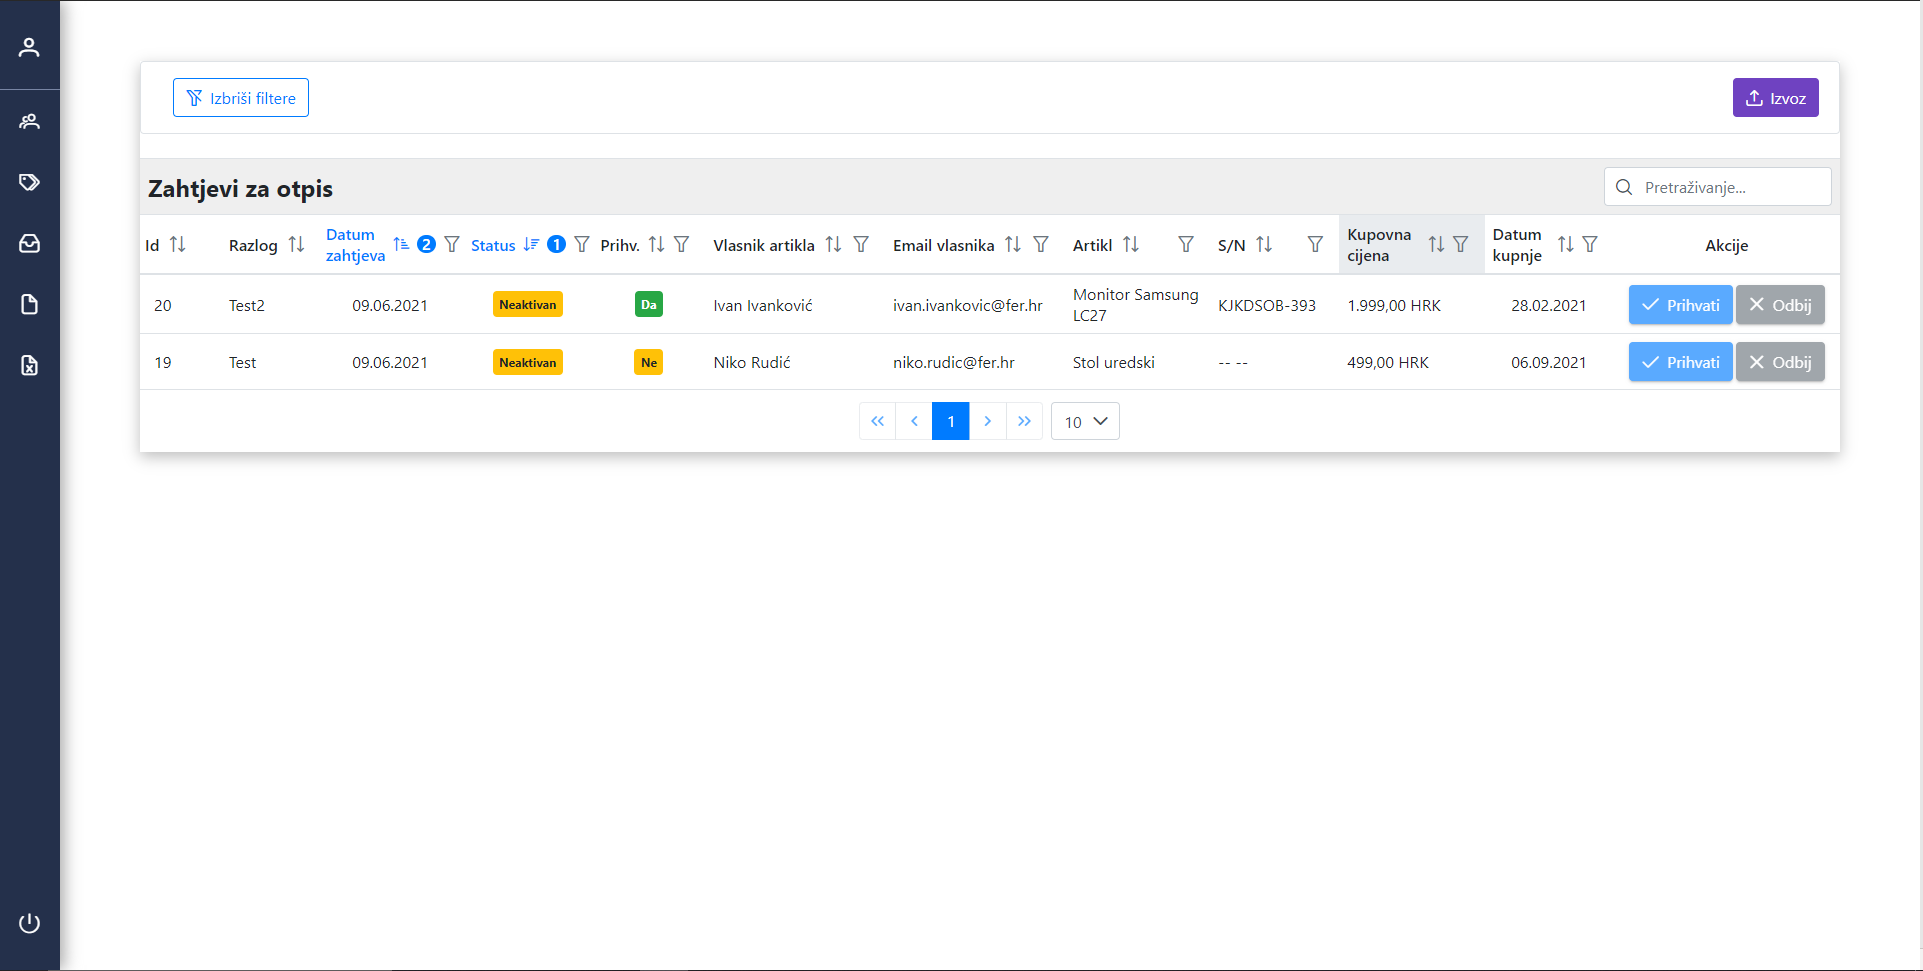 Izbriši filtere
Izvoz
Zahtjevi za otpis
Pretraživanje...
Id Razlog Datum zahtjeva 2 Status 1 Prihv. Vlasnik artikla Email vlasnika Artikl S/N Kupovna cijena Datum kupnje Akcije
20 Test2 09.06.2021 Neaktivan Da Ivan Ivanković ivan.ivankovic@fer.hr Monitor Samsung LC27 KJKDSOB-393 1.999,00 HRK 28.02.2021 Prihvati Odbij
19 Test 09.06.2021 Neaktivan Ne Niko Rudić niko.rudic@fer.hr Stol uredski -- -- 499,00 HRK 06.09.2021 Prihvati Odbij
1 10